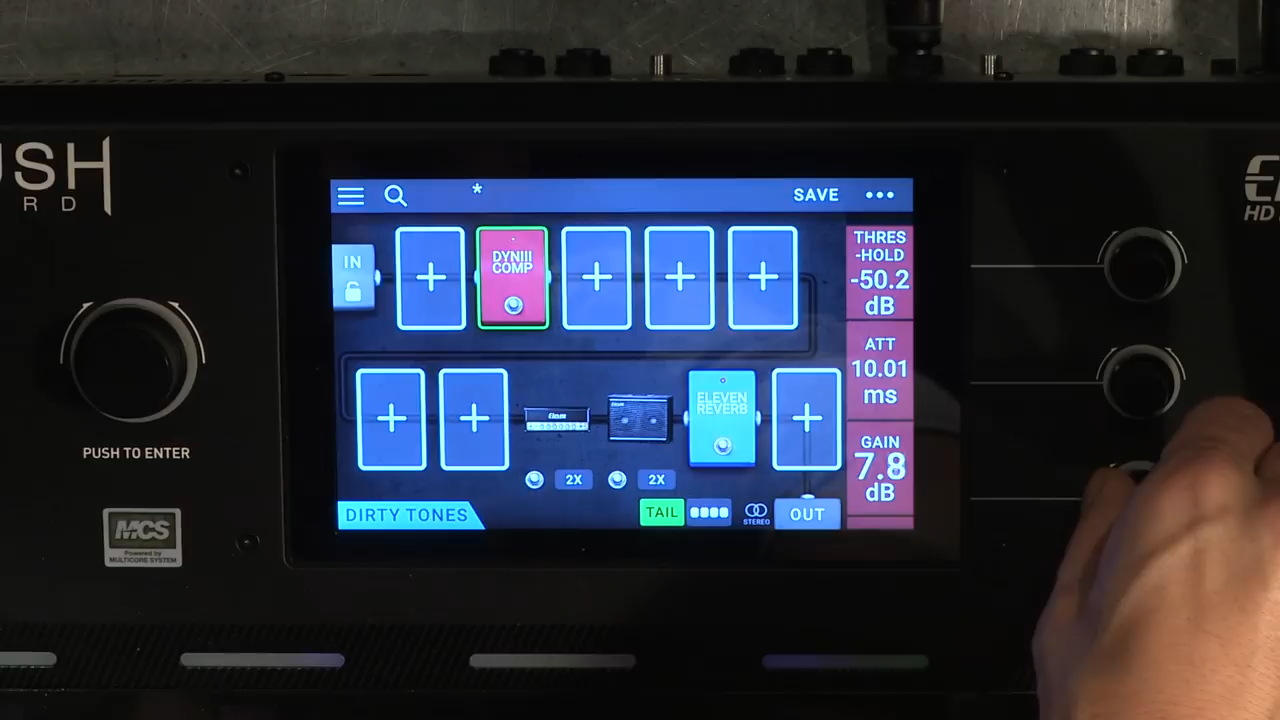 USH
RD
PUSH TO ENTER
MCS
Powered by
MULTICORE SYSTEM
*
SAVE
IN
DYNIII
COMP
ELEVEN
REVERB
2X
2X
DIRTY TONES
TAIL
STEREO
OUT
THRES
-HOLD
-50.2
dB
ATT
10.01
ms
GAIN
7.8
dB
HD